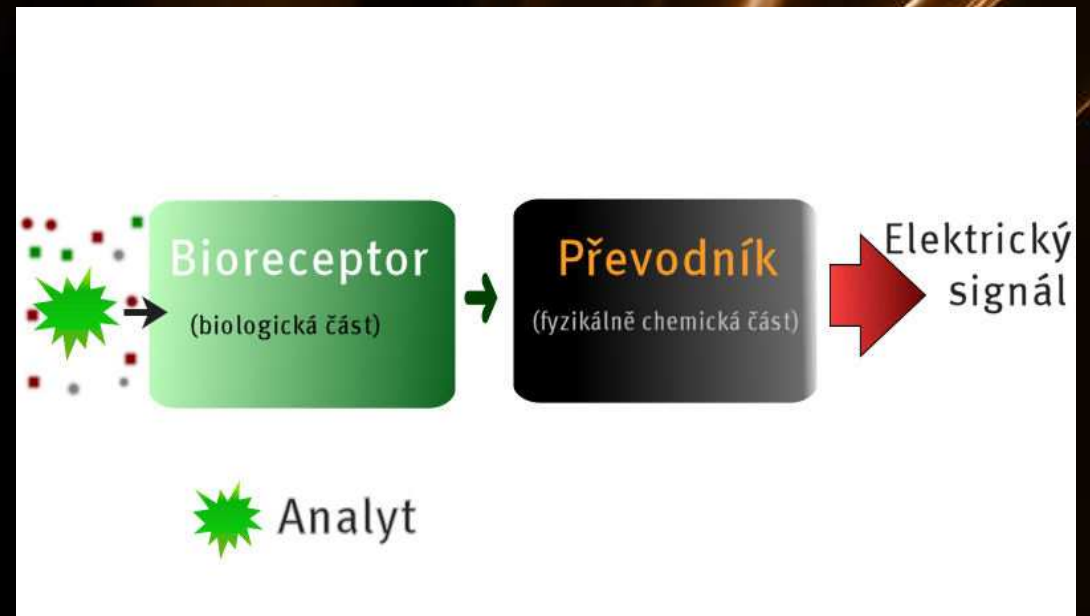 Bioreceptor
(biologická část)
Převodník
(fyzikálně chemická část)
Elektrický
signál
Analyt